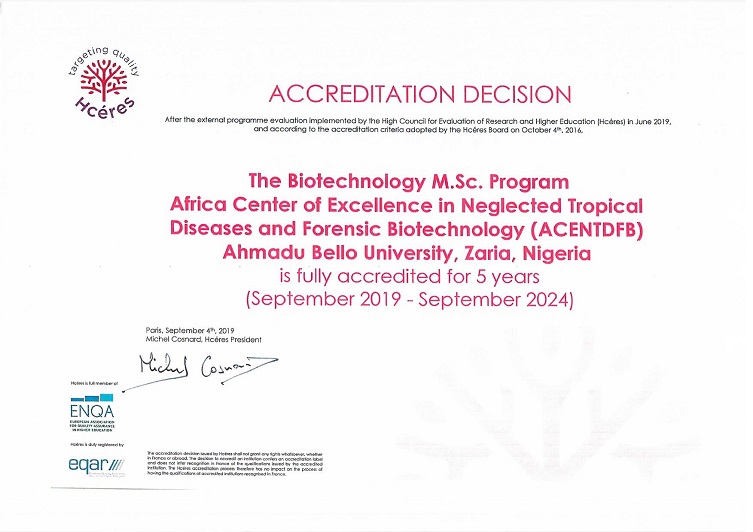 targeting quality
Hcéres
ACCREDITATION DECISION
After the external programme evaluation implemented by the High Council for Evaluation of Research and Higher Education (Hcéres) in June 2019,
and according to the accreditation criteria adopted by the Hcéres Board on October 4th, 2016,
The Biotechnology M.Sc. Program
Africa Center of Excellence in Neglected Tropical
Diseases and Forensic Biotechnology (ACENTDFB)
Ahmadu Bello University, Zaria, Nigeria
is fully accredited for 5 years
(September 2019 - September 2024)
Paris, September 4th, 2019
Michel Cosnard, Hcéres President
Michel Cosnard
Hcéres is full member of
ENQA
EUROPEAN ASSOCIATION
FOR QUALITY ASSURANCE
IN HIGHER EDUCATION
Hcéres is duly registered by
eqar
The accreditation decision issued by Hcéres shall not grant any rights whatsoever, whether
in France or abroad. The decision to accredit an institution confers an accreditation label
and does not infer recognition in France of the qualifications issued by the accredited
institution. The Hcéres accreditation process therefore has no impact on the process of
having the qualifications of accredited institutions recognised in France.